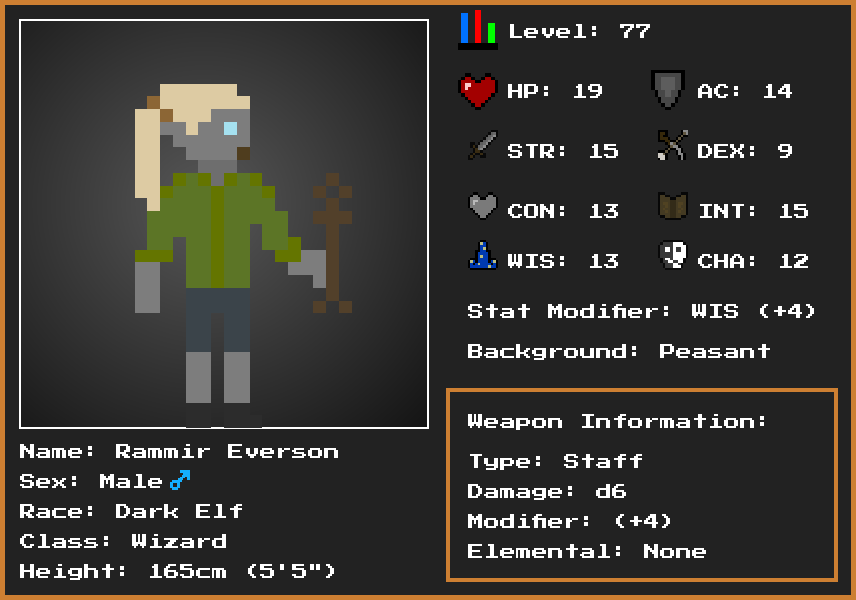 Level: 77
HP: 19
AC: 14
STR: 15
DEX: 9
CON: 13
INT: 15
WIS: 13
CHA: 12
Stat Modifier: WIS (+4)
Background: Peasant
Weapon Information:
Type: Staff
Damage: d6
Modifier: (+4)
Elemental: None
Name: Rammir Everson
Sex: Male♂
Race: Dark Elf
Class: Wizard
Height: 165cm (5'5")